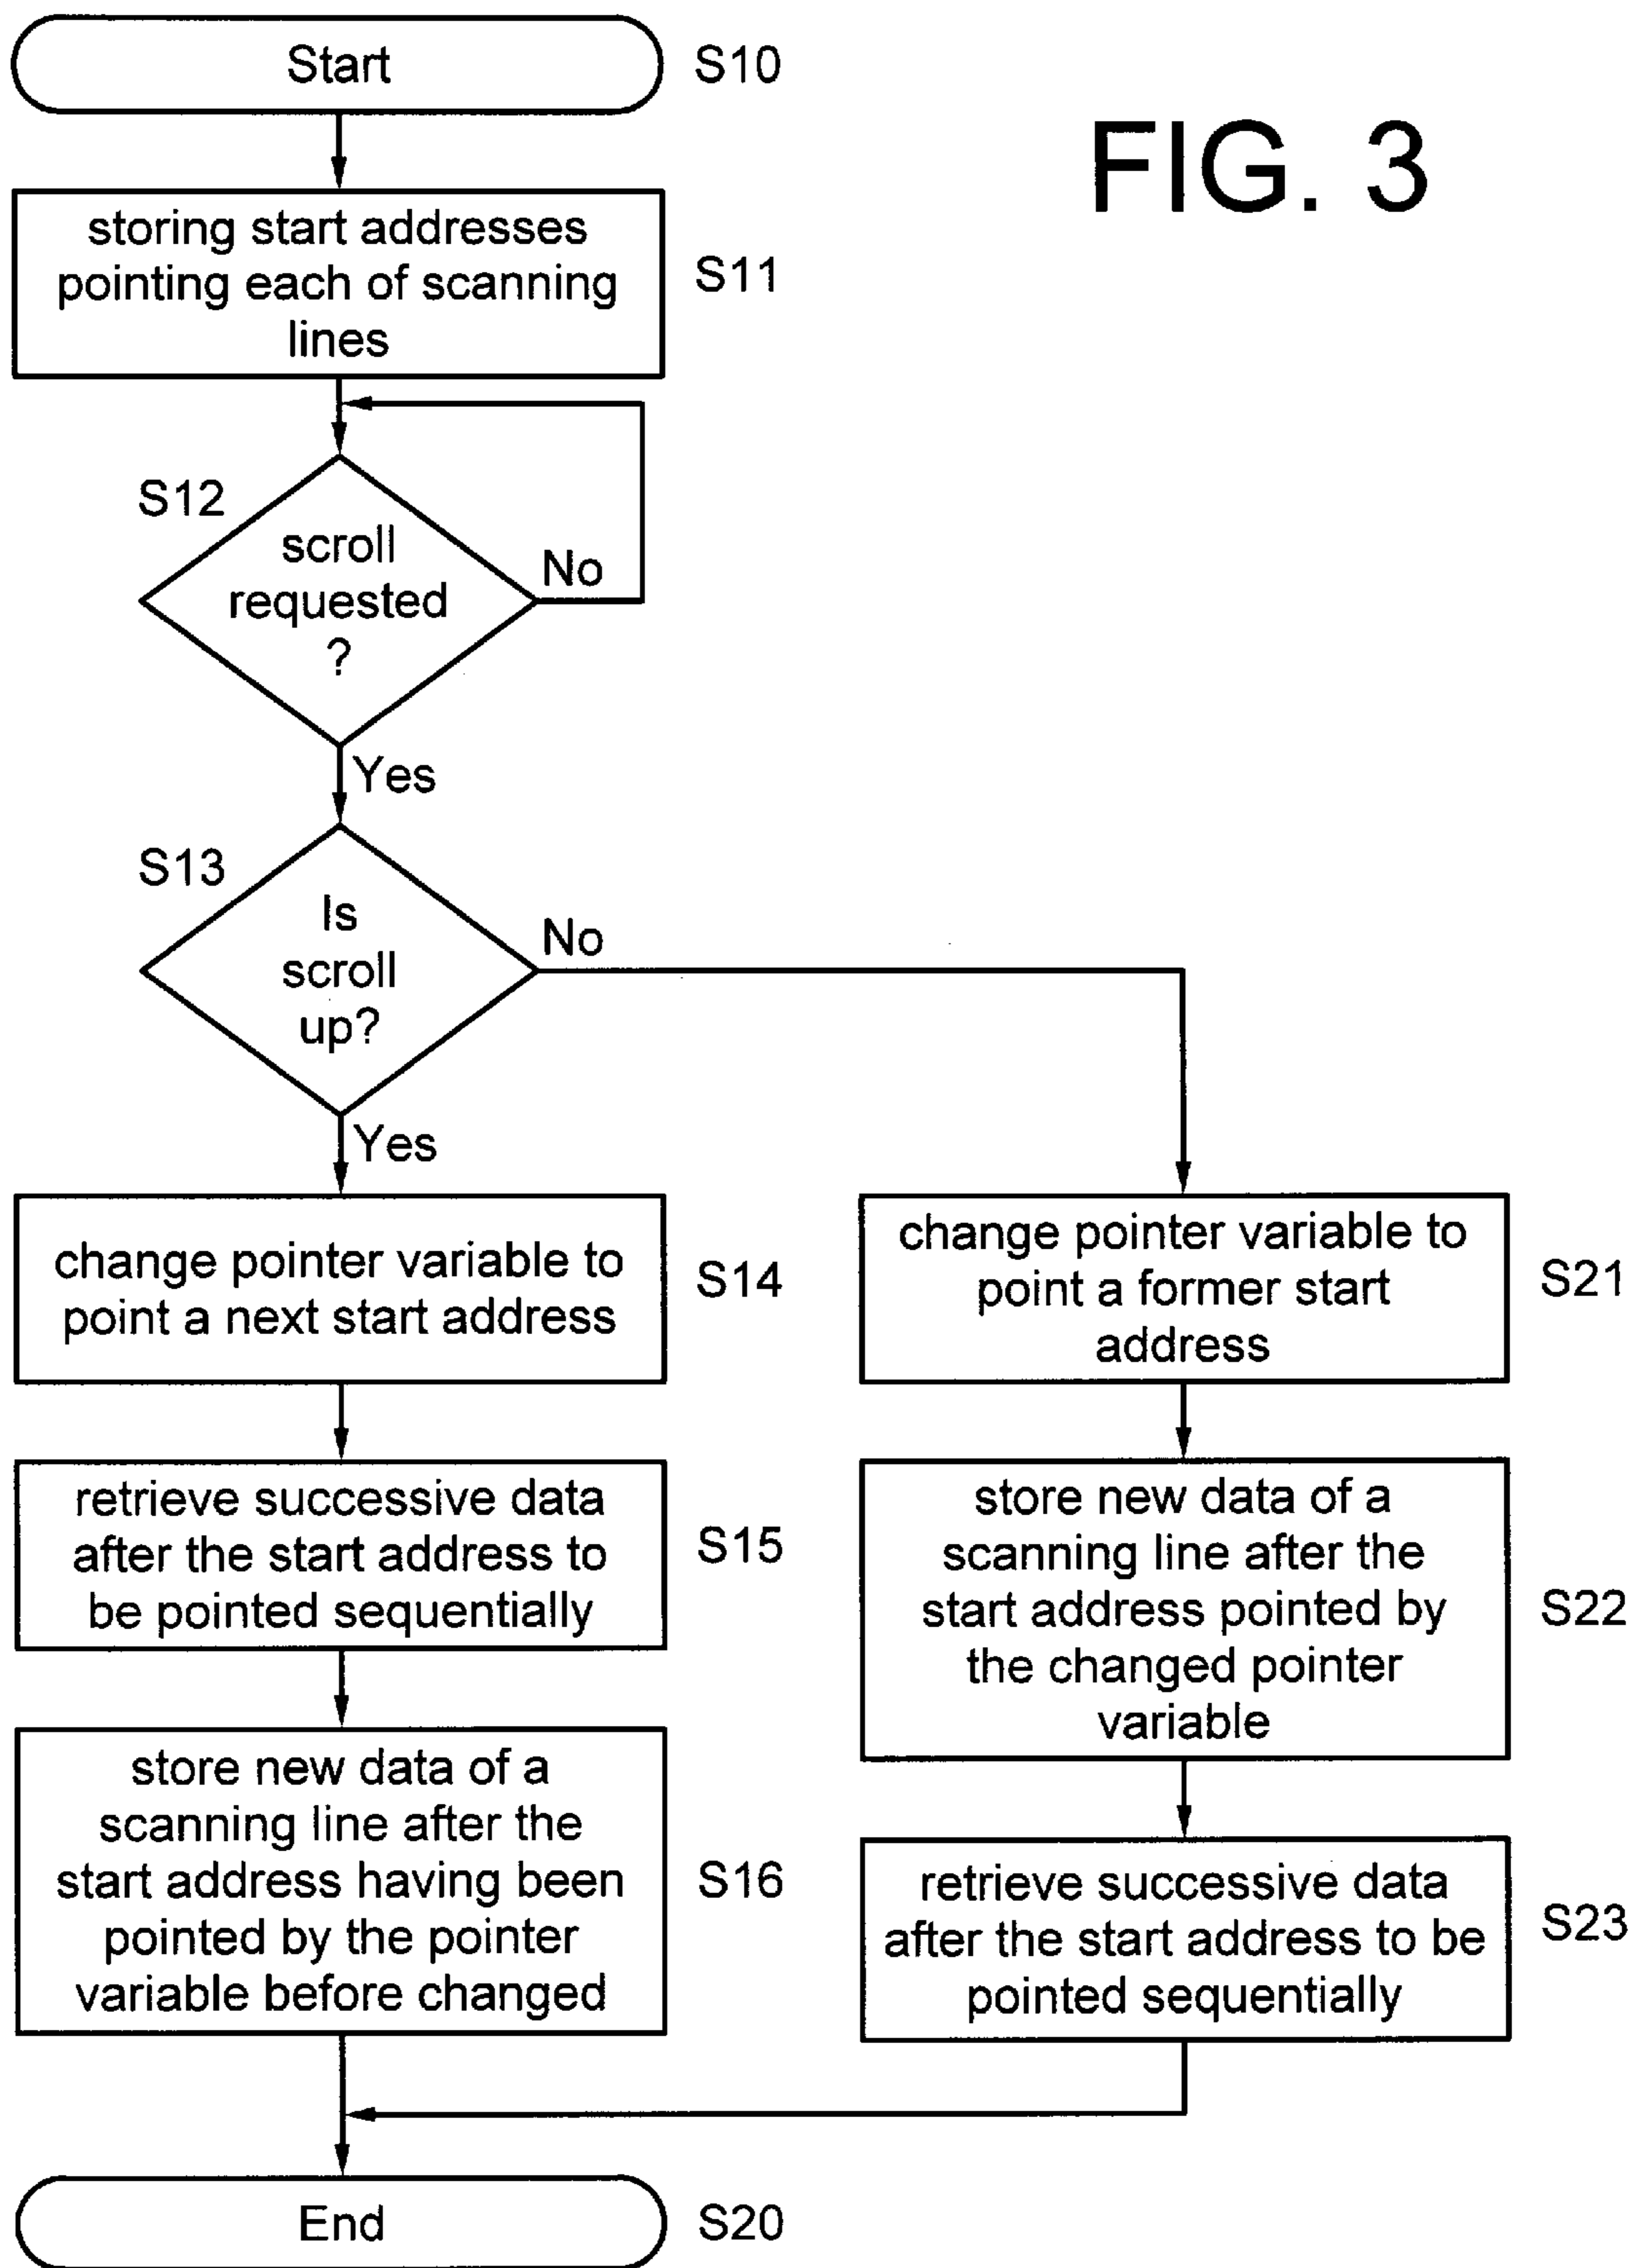 Start
S10
FIG. 3
storing start addresses
pointing each of scanning
lines
S11
S12
scroll
requested
?
No
Yes
S13
Is
scroll
up?
No
Yes
change pointer variable to
point a next start address
S14
retrieve successive data
after the start address to
be pointed sequentially
S15
store new data of a
scanning line after the
start address having been
pointed by the pointer
variable before changed
S16
change pointer variable to
point a former start
address
S21
store new data of a
scanning line after the
start address pointed by
the changed pointer
variable
S22
retrieve successive data
after the start address to be
pointed sequentially
S23
End
S20